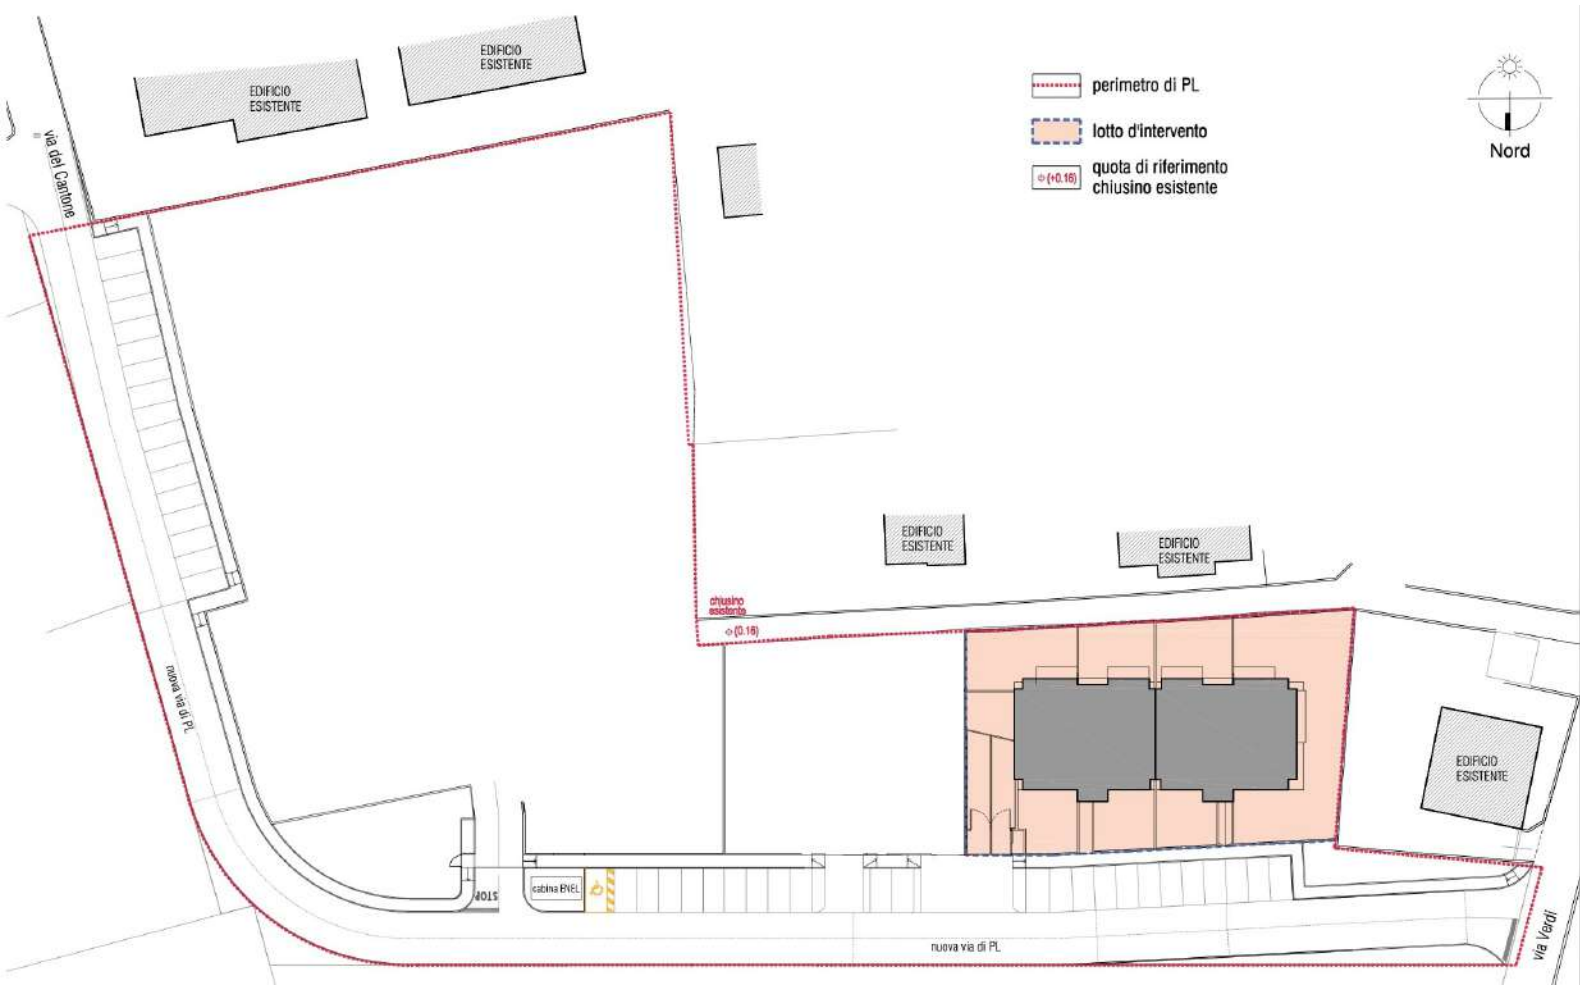 EDIFICIO
ESISTENTE
EDIFICIO
ESISTENTE
perimetro di PL
lotto d'intervento
(+0.16)
quota di riferimento
chiusino esistente
Nord
via del Cantone
EDIFICIO
ESISTENTE
EDIFICIO
ESISTENTE
chiusino
esistente
(0.16)
nuova via di PL
EDIFICIO
ESISTENTE
cabina ENEL
STOP
nuova via di PL
via Verdi